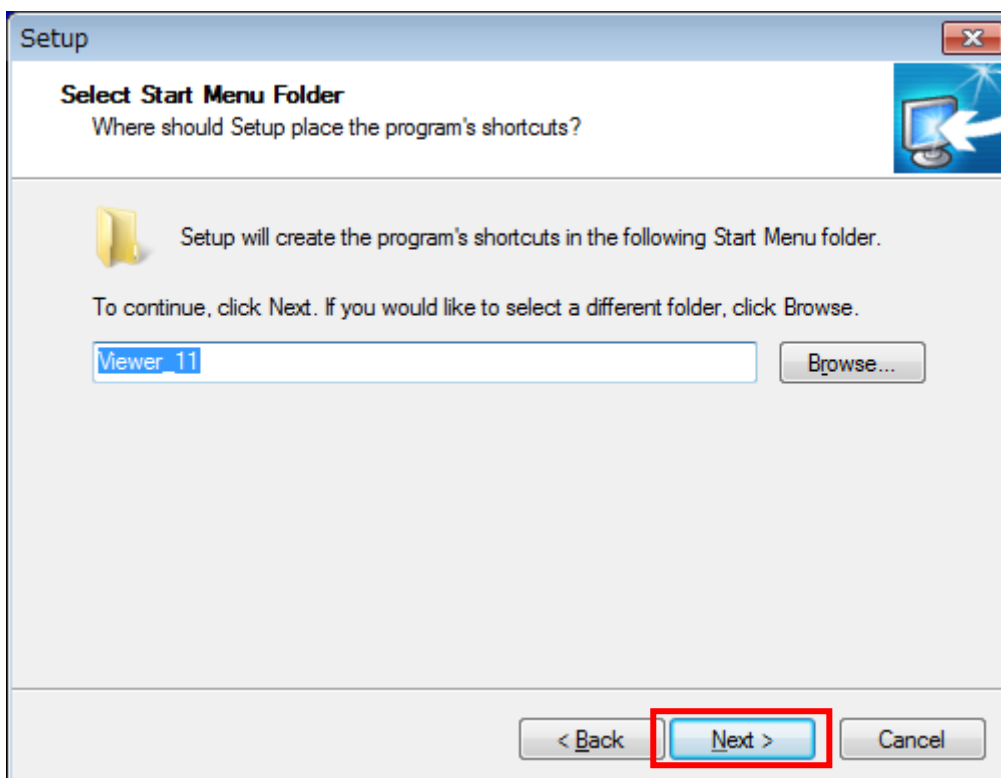 Setup
Select Start Menu Folder
Where should Setup place the program's shortcuts?
Setup will create the program's shortcuts in the following Start Menu folder.
To continue, click Next. If you would like to select a different folder, click Browse.
Viewer_11
Browse...
< Back
Next >
Cancel